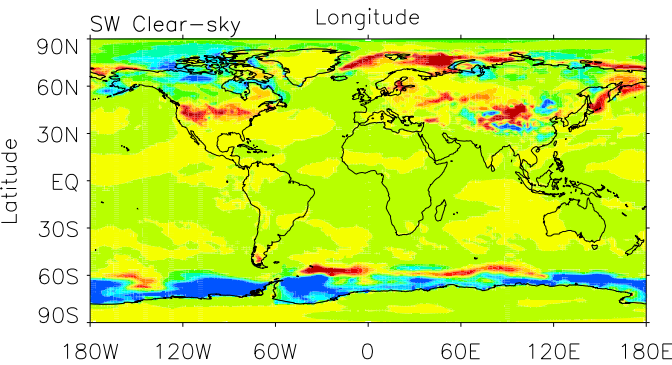 Longitude
SW Clear-sky
Latitude
90N
60N
30N
EQ
30S
60S
90S
180W 120W 60W 0 60E 120E 180E